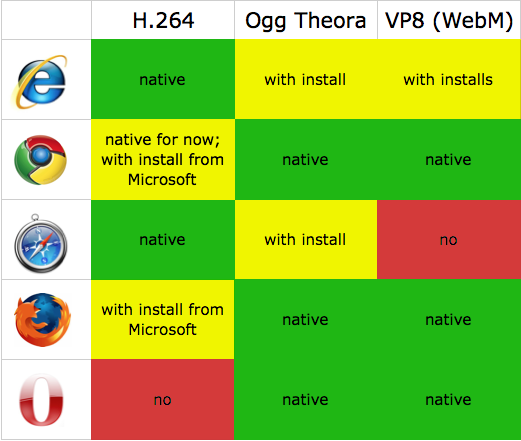 H.264 Ogg Theora VP8 (WebM)
native with install with installs
native for now;
with install from
Microsoft
native native
native with install no
with install from
Microsoft
native native
no native native